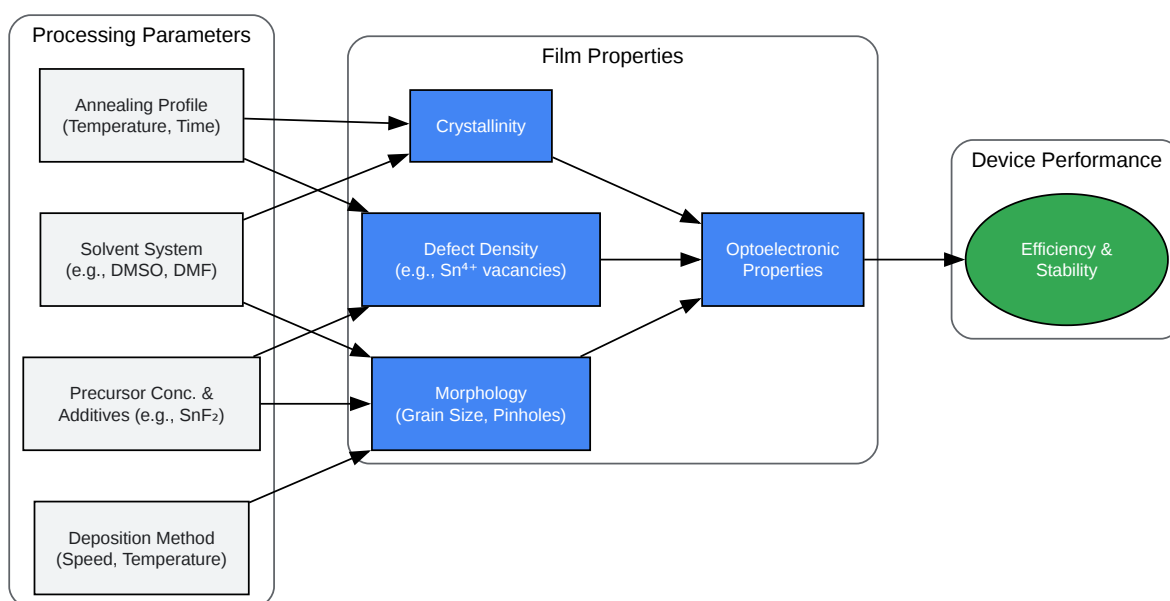 Processing Parameters
Annealing Profile
(Temperature, Time)
Solvent System
(e.g., DMSO, DMF)
Precursor Conc. &
Additives (e.g., SnF₂)
Deposition Method
(Speed, Temperature)
Film Properties
Crystallinity
Defect Density
(e.g., Sn⁴⁺ vacancies)
Morphology
(Grain Size, Pinholes)
Optoelectronic
Properties
Device Performance
Efficiency &
Stability